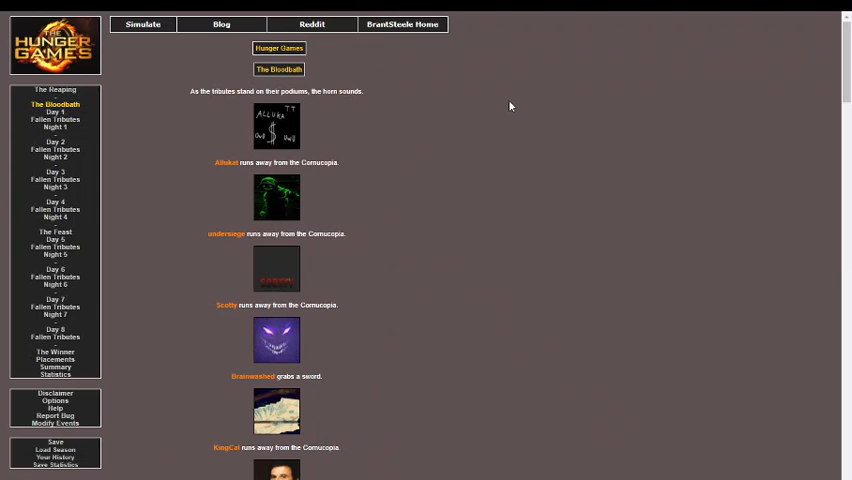 THE
HUNGER
GAMES
Simulate
Blog
Reddit
BrantSteele Home
The Reaping
-
The Bloodbath
Day 1
Fallen Tributes
Night 1
-
Day 2
Fallen Tributes
Night 2
-
Day 3
Fallen Tributes
Night 3
-
Day 4
Fallen Tributes
Night 4
-
The Feast
Day 5
Fallen Tributes
Night 5
-
Day 6
Fallen Tributes
Night 6
-
Day 7
Fallen Tributes
Night 7
-
Day 8
Fallen Tributes
-
The Winner
Placements
Summary
Statistics
Disclaimer
Options
Help
Report Bug
Modify Events
Save
Load Season
Your History
Save Statistics
Hunger Games
The Bloodbath
As the tributes stand on their podiums, the horn sounds.
ALLUKA TT
$
UwU
Allukat runs away from the Cornucopia.
undersiege runs away from the Cornucopia.
Scotty runs away from the Cornucopia.
Brainwashed grabs a sword.
KingCal runs away from the Cornucopia.